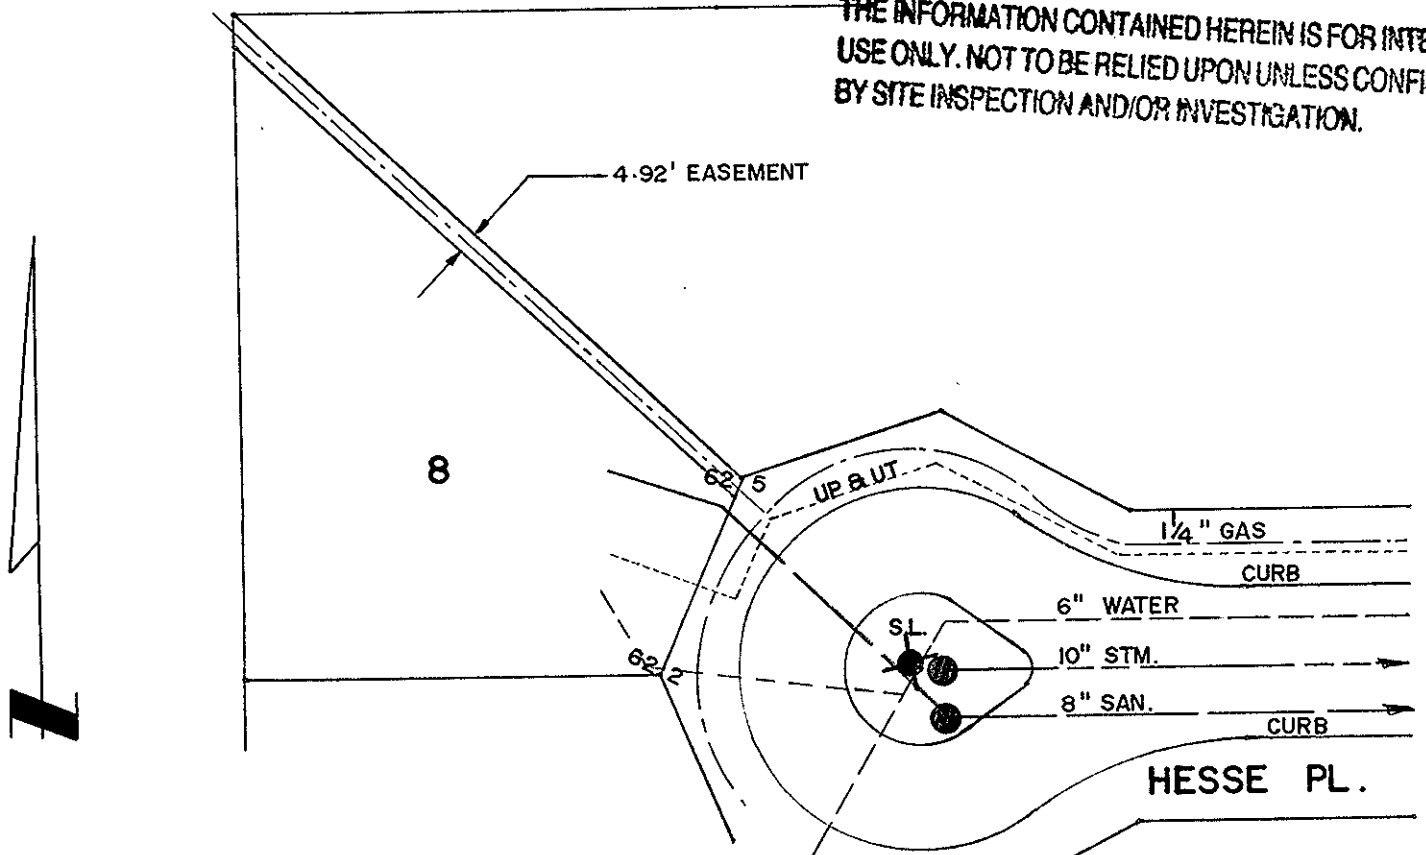 THE INFORMATION CONTAINED HEREIN IS FOR INTE
USE ONLY. NOT TO BE RELIED UPON UNLESS CONFI
BY SITE INSPECTION AND/OR INVESTIGATION.
4.92' EASEMENT
8
62 5
UP & UT
1 1/4" GAS
CURB
6" WATER
S.L.
10" STM.
62 2
8" SAN.
CURB
HESSE PL.